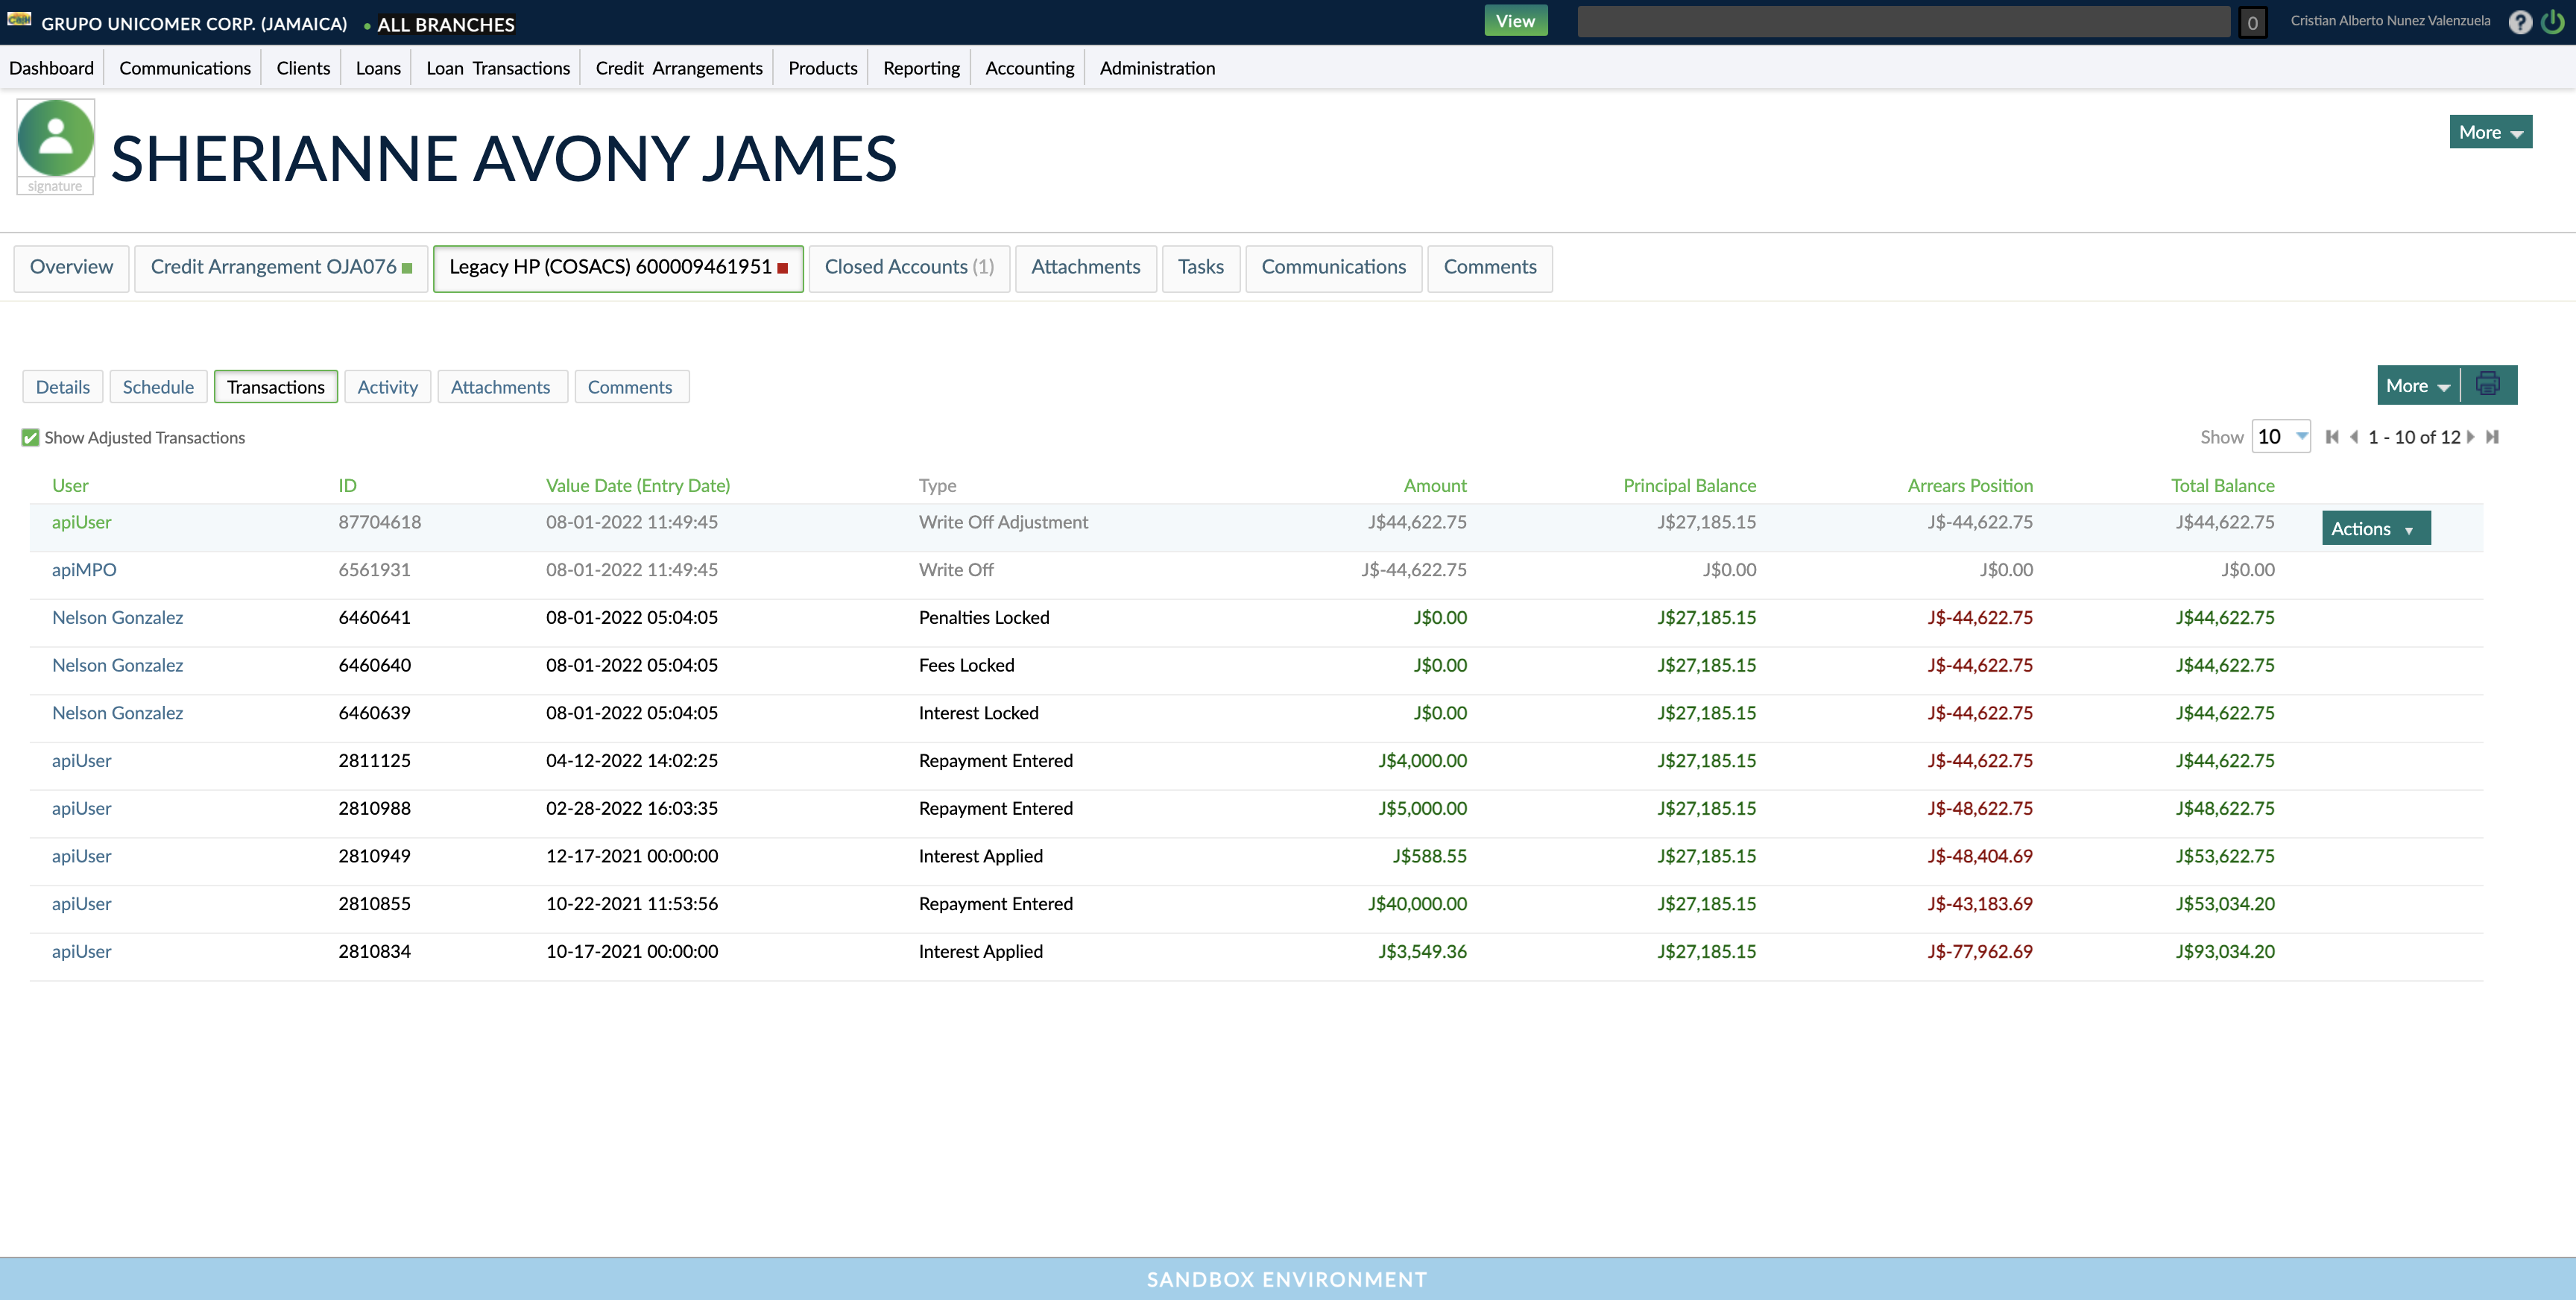 GRUPO UNICOMER CORP. (JAMAICA) • ALL BRANCHES View 0 Cristian Alberto Nunez Valenzuela ?
Dashboard Communications Clients Loans Loan Transactions Credit Arrangements Products Reporting Accounting Administration
SHERIANNE AVONY JAMES More
signature
Overview Credit Arrangement OJA076 Legacy HP (COSACS) 600009461951 Closed Accounts (1) Attachments Tasks Communications Comments
Details Schedule Transactions Activity Attachments Comments More
Show Adjusted Transactions Show 10 1 - 10 of 12
User ID Value Date (Entry Date) Type Amount Principal Balance Arrears Position Total Balance
apiUser 87704618 08-01-2022 11:49:45 Write Off Adjustment J$44,622.75 J$27,185.15 J$-44,622.75 J$44,622.75 Actions
apiMPO 6561931 08-01-2022 11:49:45 Write Off J$-44,622.75 J$0.00 J$0.00 J$0.00
Nelson Gonzalez 6460641 08-01-2022 05:04:05 Penalties Locked J$0.00 J$27,185.15 J$-44,622.75 J$44,622.75
Nelson Gonzalez 6460640 08-01-2022 05:04:05 Fees Locked J$0.00 J$27,185.15 J$-44,622.75 J$44,622.75
Nelson Gonzalez 6460639 08-01-2022 05:04:05 Interest Locked J$0.00 J$27,185.15 J$-44,622.75 J$44,622.75
apiUser 2811125 04-12-2022 14:02:25 Repayment Entered J$4,000.00 J$27,185.15 J$-44,622.75 J$44,622.75
apiUser 2810988 02-28-2022 16:03:35 Repayment Entered J$5,000.00 J$27,185.15 J$-48,622.75 J$48,622.75
apiUser 2810949 12-17-2021 00:00:00 Interest Applied J$588.55 J$27,185.15 J$-48,404.69 J$53,622.75
apiUser 2810855 10-22-2021 11:53:56 Repayment Entered J$40,000.00 J$27,185.15 J$-43,183.69 J$53,034.20
apiUser 2810834 10-17-2021 00:00:00 Interest Applied J$3,549.36 J$27,185.15 J$-77,962.69 J$93,034.20
SANDBOX ENVIRONMENT